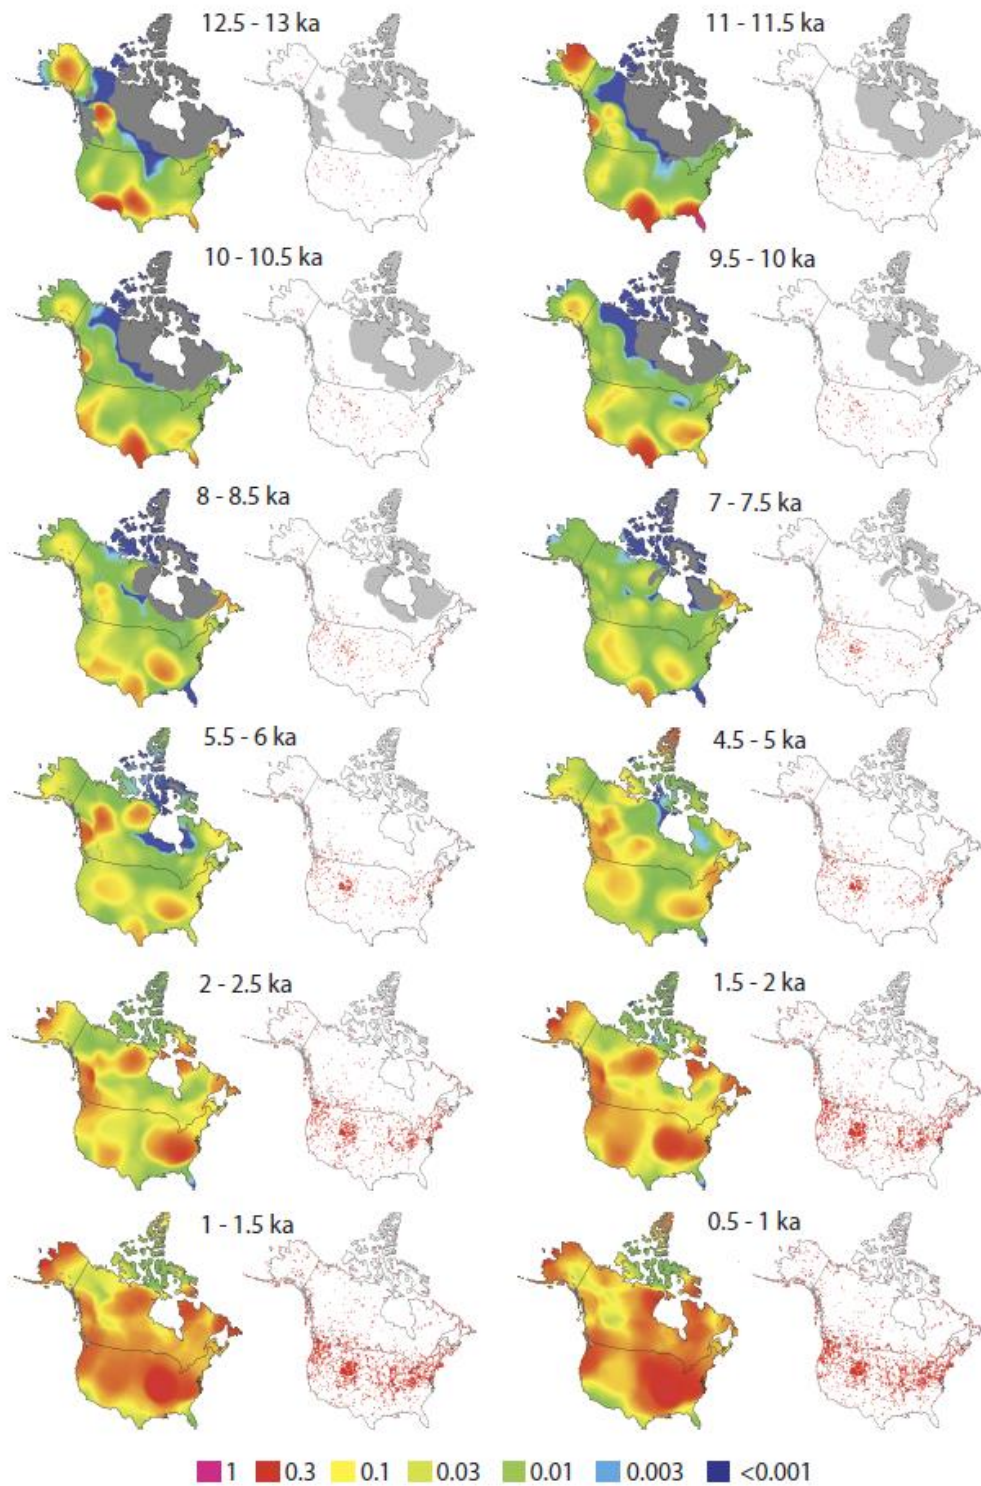 12.5 - 13 ka
11 - 11.5 ka
10 - 10.5 ka
9.5 - 10 ka
8 - 8.5 ka
7 - 7.5 ka
5.5 - 6 ka
4.5 - 5 ka
2 - 2.5 ka
1.5 - 2 ka
1 - 1.5 ka
0.5 - 1 ka
1 0.3 0.1 0.03 0.01 0.003 <0.001